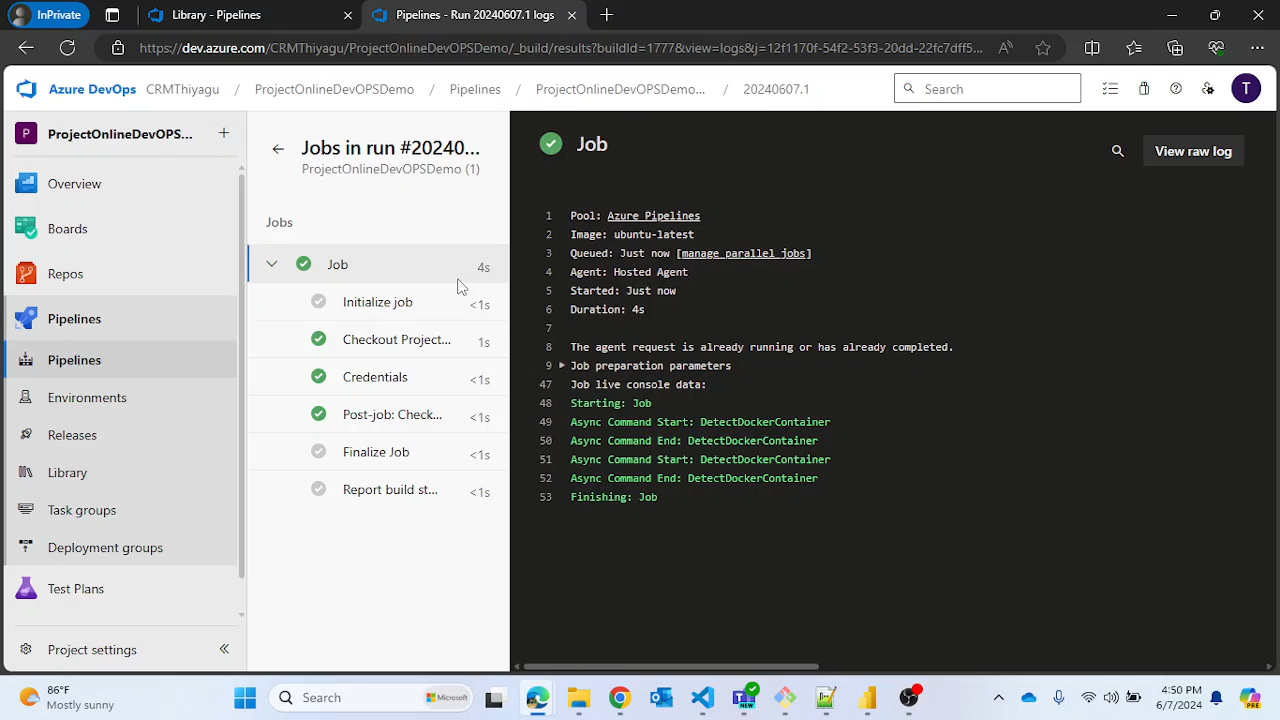 InPrivate
Library - Pipelines
Pipelines - Run 20240607.1 logs
https://dev.azure.com/CRMThiyagu/ProjectOnlineDevOPSDemo/_build/results?buildId=1777&view=logs&j=12f1170f-54f2-53f3-20dd-22fc7dff5...
Azure DevOps
CRMThiyagu / ProjectOnlineDevOPSDemo / Pipelines / ProjectOnlineDevOPSDemo... / 20240607.1
Search
T
P
ProjectOnlineDevOPS...
Overview
Boards
Repos
Pipelines
Pipelines
Environments
Releases
Library
Task groups
Deployment groups
Test Plans
Project settings
Jobs in run #20240...
ProjectOnlineDevOPSDemo (1)
Jobs
Job 4s
Initialize job <1s
Checkout Project... 1s
Credentials <1s
Post-job: Check... <1s
Finalize Job <1s
Report build st... <1s
Job
View raw log
1 Pool: Azure Pipelines
2 Image: ubuntu-latest
3 Queued: Just now [manage parallel jobs]
4 Agent: Hosted Agent
5 Started: Just now
6 Duration: 4s
7
8 The agent request is already running or has already completed.
9 Job preparation parameters
47 Job live console data:
48 Starting: Job
49 Async Command Start: DetectDockerContainer
50 Async Command End: DetectDockerContainer
51 Async Command Start: DetectDockerContainer
52 Async Command End: DetectDockerContainer
53 Finishing: Job
86°F
Mostly sunny
Search
Microsoft
NEW
4:50 PM
6/7/2024
PRE